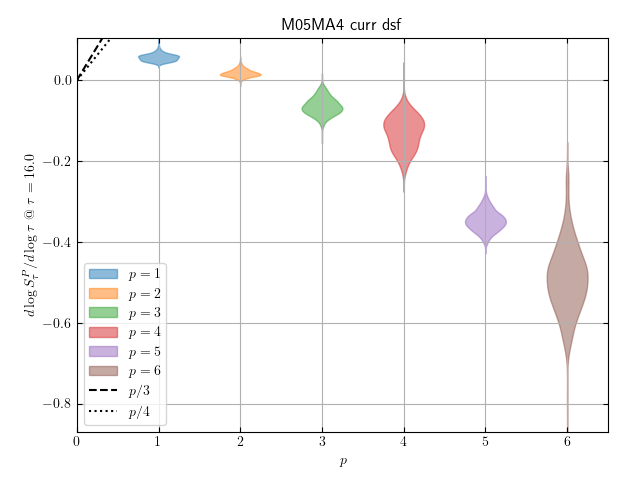 M05MA4 curr dsf
d log S_τ^p / d log τ @ τ = 16.0
0.0
−0.2
−0.4
−0.6
−0.8
p = 1
p = 2
p = 3
p = 4
p = 5
p = 6
p/3
p/4
0 1 2 3 4 5 6
p